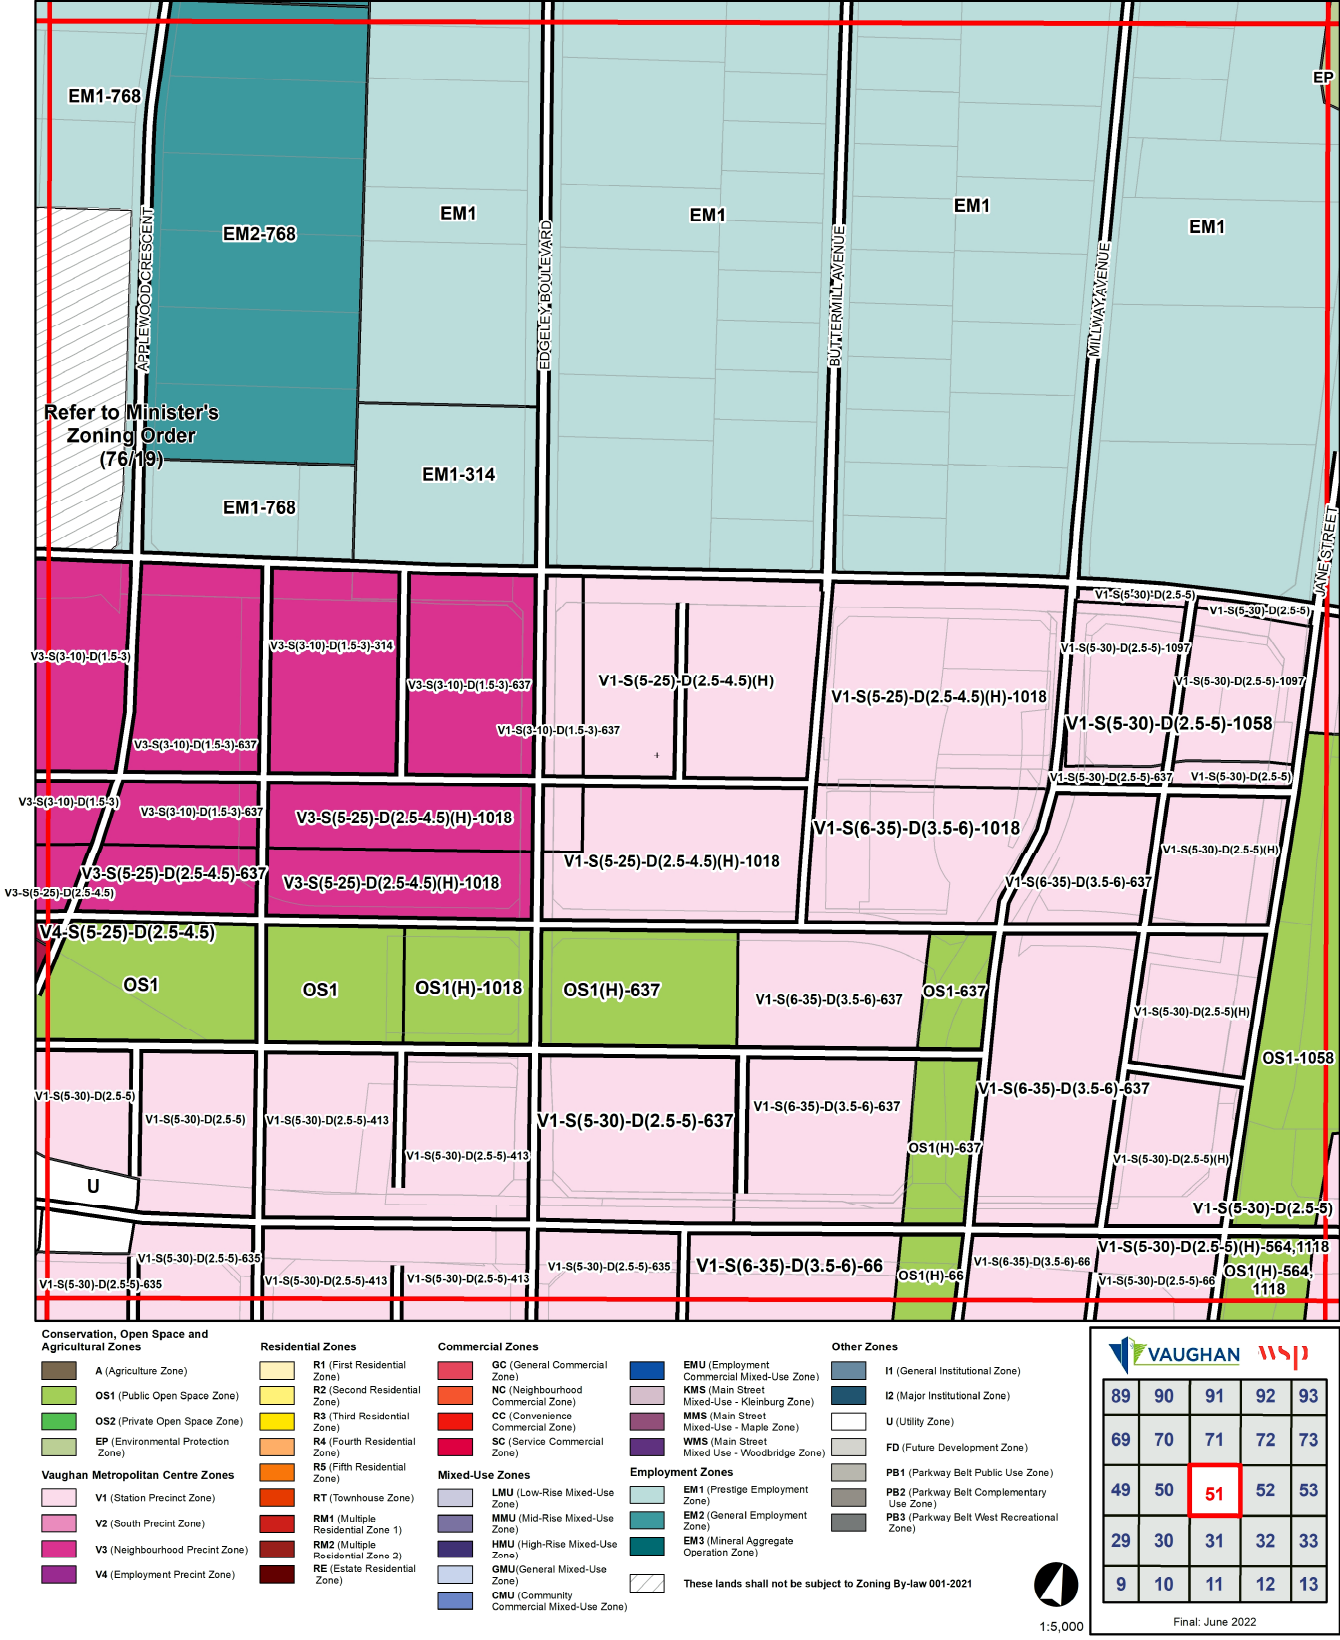 EP
EM1-768
EM2-768
EM1
EM1
EM1
EM1
APPLEWOOD CRESCENT
EDGELEY BOULEVARD
BUTTERMILL AVENUE
MILLWAY AVENUE
JANE STREET
Refer to Minister's
Zoning Order
(76/19)
EM1-314
EM1-768
V1-S(5-30)-D(2.5-5)
V1-S(5-30)-D(2.5-5)
V3-S(3-10)-D(1.5-3)
V3-S(3-10)-D(1.5-3)-314
V1-S(5-30)-D(2.5-5)-1097
V3-S(3-10)-D(1.5-3)-637
V1-S(5-25)-D(2.5-4.5)(H)
V1-S(5-30)-D(2.5-5)-1097
V1-S(5-25)-D(2.5-4.5)(H)-1018
V1-S(5-30)-D(2.5-5)-1058
V1-S(3-10)-D(1.5-3)-637
V3-S(3-10)-D(1.5-3)-637
V1-S(5-30)-D(2.5-5)-637
V1-S(5-30)-D(2.5-5)
V3-S(3-10)-D(1.5-3)
V3-S(3-10)-D(1.5-3)-637
V3-S(5-25)-D(2.5-4.5)(H)-1018
V1-S(6-35)-D(3.5-6)-1018
V1-S(5-30)-D(2.5-5)(H)
V1-S(5-25)-D(2.5-4.5)(H)-1018
V3-S(5-25)-D(2.5-4.5)-637
V3-S(5-25)-D(2.5-4.5)(H)-1018
V1-S(6-35)-D(3.5-6)-637
V3-S(5-25)-D(2.5-4.5)
V4-S(5-25)-D(2.5-4.5)
OS1
OS1
OS1(H)-1018
OS1(H)-637
V1-S(6-35)-D(3.5-6)-637
OS1-637
V1-S(5-30)-D(2.5-5)(H)
OS1-1058
V1-S(6-35)-D(3.5-6)-637
V1-S(5-30)-D(2.5-5)
V1-S(5-30)-D(2.5-5)
V1-S(5-30)-D(2.5-5)-413
V1-S(5-30)-D(2.5-5)-637
V1-S(6-35)-D(3.5-6)-637
OS1(H)-637
V1-S(5-30)-D(2.5-5)-413
V1-S(5-30)-D(2.5-5)(H)
U
V1-S(5-30)-D(2.5-5)
V1-S(5-30)-D(2.5-5)(H)-564,1118
V1-S(5-30)-D(2.5-5)-635
V1-S(5-30)-D(2.5-5)-635
V1-S(5-30)-D(2.5-5)-413
V1-S(5-30)-D(2.5-5)-413
V1-S(5-30)-D(2.5-5)-635
V1-S(6-35)-D(3.5-6)-66
OS1(H)-66
V1-S(6-35)-D(3.5-6)-66
V1-S(5-30)-D(2.5-5)-66
OS1(H)-564,
1118
Conservation, Open Space and
Agricultural Zones
A (Agriculture Zone)
OS1 (Public Open Space Zone)
OS2 (Private Open Space Zone)
EP (Environmental Protection
Zone)
Vaughan Metropolitan Centre Zones
V1 (Station Precinct Zone)
V2 (South Precint Zone)
V3 (Neighbourhood Precint Zone)
V4 (Employment Precint Zone)
Residential Zones
R1 (First Residential
Zone)
R2 (Second Residential
Zone)
R3 (Third Residential
Zone)
R4 (Fourth Residential
Zone)
R5 (Fifth Residential
Zone)
RT (Townhouse Zone)
RM1 (Multiple
Residential Zone 1)
RM2 (Multiple
Residential Zone 2)
RE (Estate Residential
Zone)
Commercial Zones
GC (General Commercial
Zone)
NC (Neighbourhood
Commercial Zone)
CC (Convenience
Commercial Zone)
SC (Service Commercial
Zone)
Mixed-Use Zones
LMU (Low-Rise Mixed-Use
Zone)
MMU (Mid-Rise Mixed-Use
Zone)
HMU (High-Rise Mixed-Use
Zone)
GMU(General Mixed-Use
Zone)
CMU (Community
Commercial Mixed-Use Zone)
EMU (Employment
Commercial Mixed-Use Zone)
KMS (Main Street
Mixed-Use - Kleinburg Zone)
MMS (Main Street
Mixed-Use - Maple Zone)
WMS (Main Street
Mixed Use - Woodbridge Zone)
Employment Zones
EM1 (Prestige Employment
Zone)
EM2 (General Employment
Zone)
EM3 (Mineral Aggregate
Operation Zone)
These lands shall not be subject to Zoning By-law 001-2021
Other Zones
I1 (General Institutional Zone)
I2 (Major Institutional Zone)
U (Utility Zone)
FD (Future Development Zone)
PB1 (Parkway Belt Public Use Zone)
PB2 (Parkway Belt Complementary
Use Zone)
PB3 (Parkway Belt West Recreational
Zone)
1:5,000
VAUGHAN wsp
89 90 91 92 93
69 70 71 72 73
49 50 51 52 53
29 30 31 32 33
9 10 11 12 13
Final: June 2022